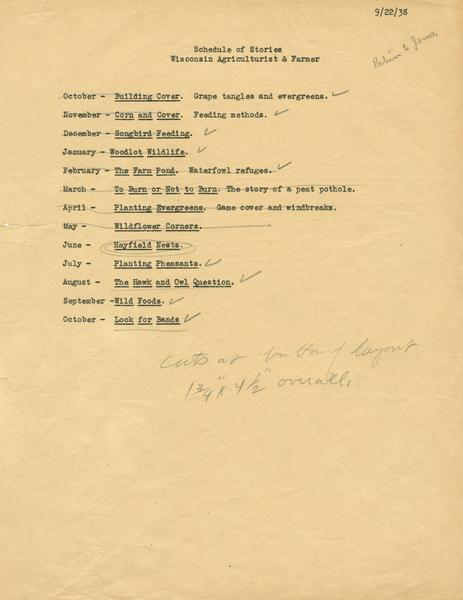 9/22/38
Return to
Schedule of Stories
Wisconsin Agriculturist & Farmer
October - Building Cover. Grape tangles and evergreens.
November - Corn and Cover. Feeding methods.
December - Songbird Feeding.
January - Woodlot Wildlife.
February - The Farm Pond. Waterfowl refuges.
March - To Burn or Not to Burn. The story of a peat pothole.
April - Planting Evergreens. Game cover and windbreaks.
May - Wildflower Corners.
June - Hayfield Nests.
July - Planting Pheasants.
August - The Hawk and Owl Question.
September -Wild Foods.
October - Look for Bands
cuts at bottom of layout
1 3/4" x 4 1/2" overall.